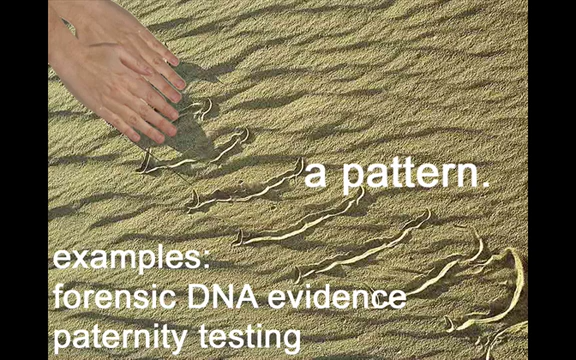 a pattern.
examples:
forensic DNA evidence
paternity testing